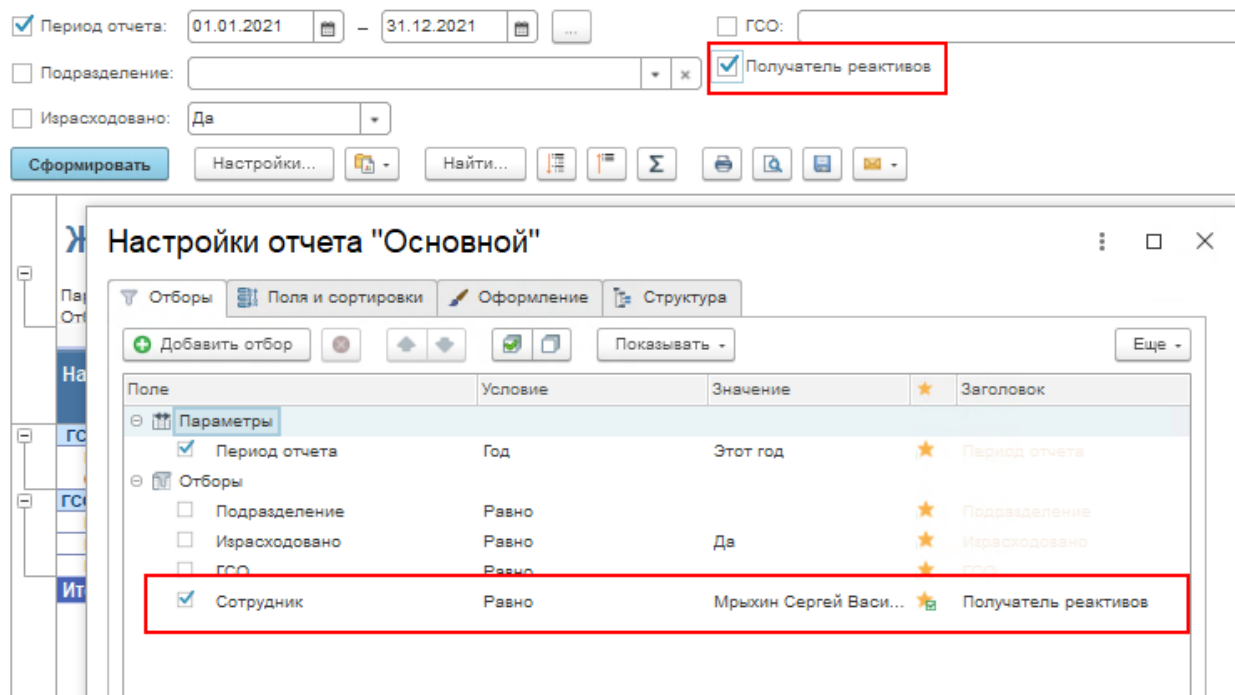 Период отчета: 01.01.2021 – 31.12.2021 ... ГСО:
Подразделение: Получатель реактивов
Израсходовано: Да
Сформировать Настройки... Найти... Σ
Настройки отчета "Основной"
Отборы Поля и сортировки Оформление Структура
Добавить отбор Показывать Еще
Поле Условие Значение Заголовок
Параметры
Период отчета Год Этот год Период отчета
Отборы
Подразделение Равно Подразделение
Израсходовано Равно Да Израсходовано
ГСО Равно ГСО
Сотрудник Равно Мрыхин Сергей Васи... Получатель реактивов